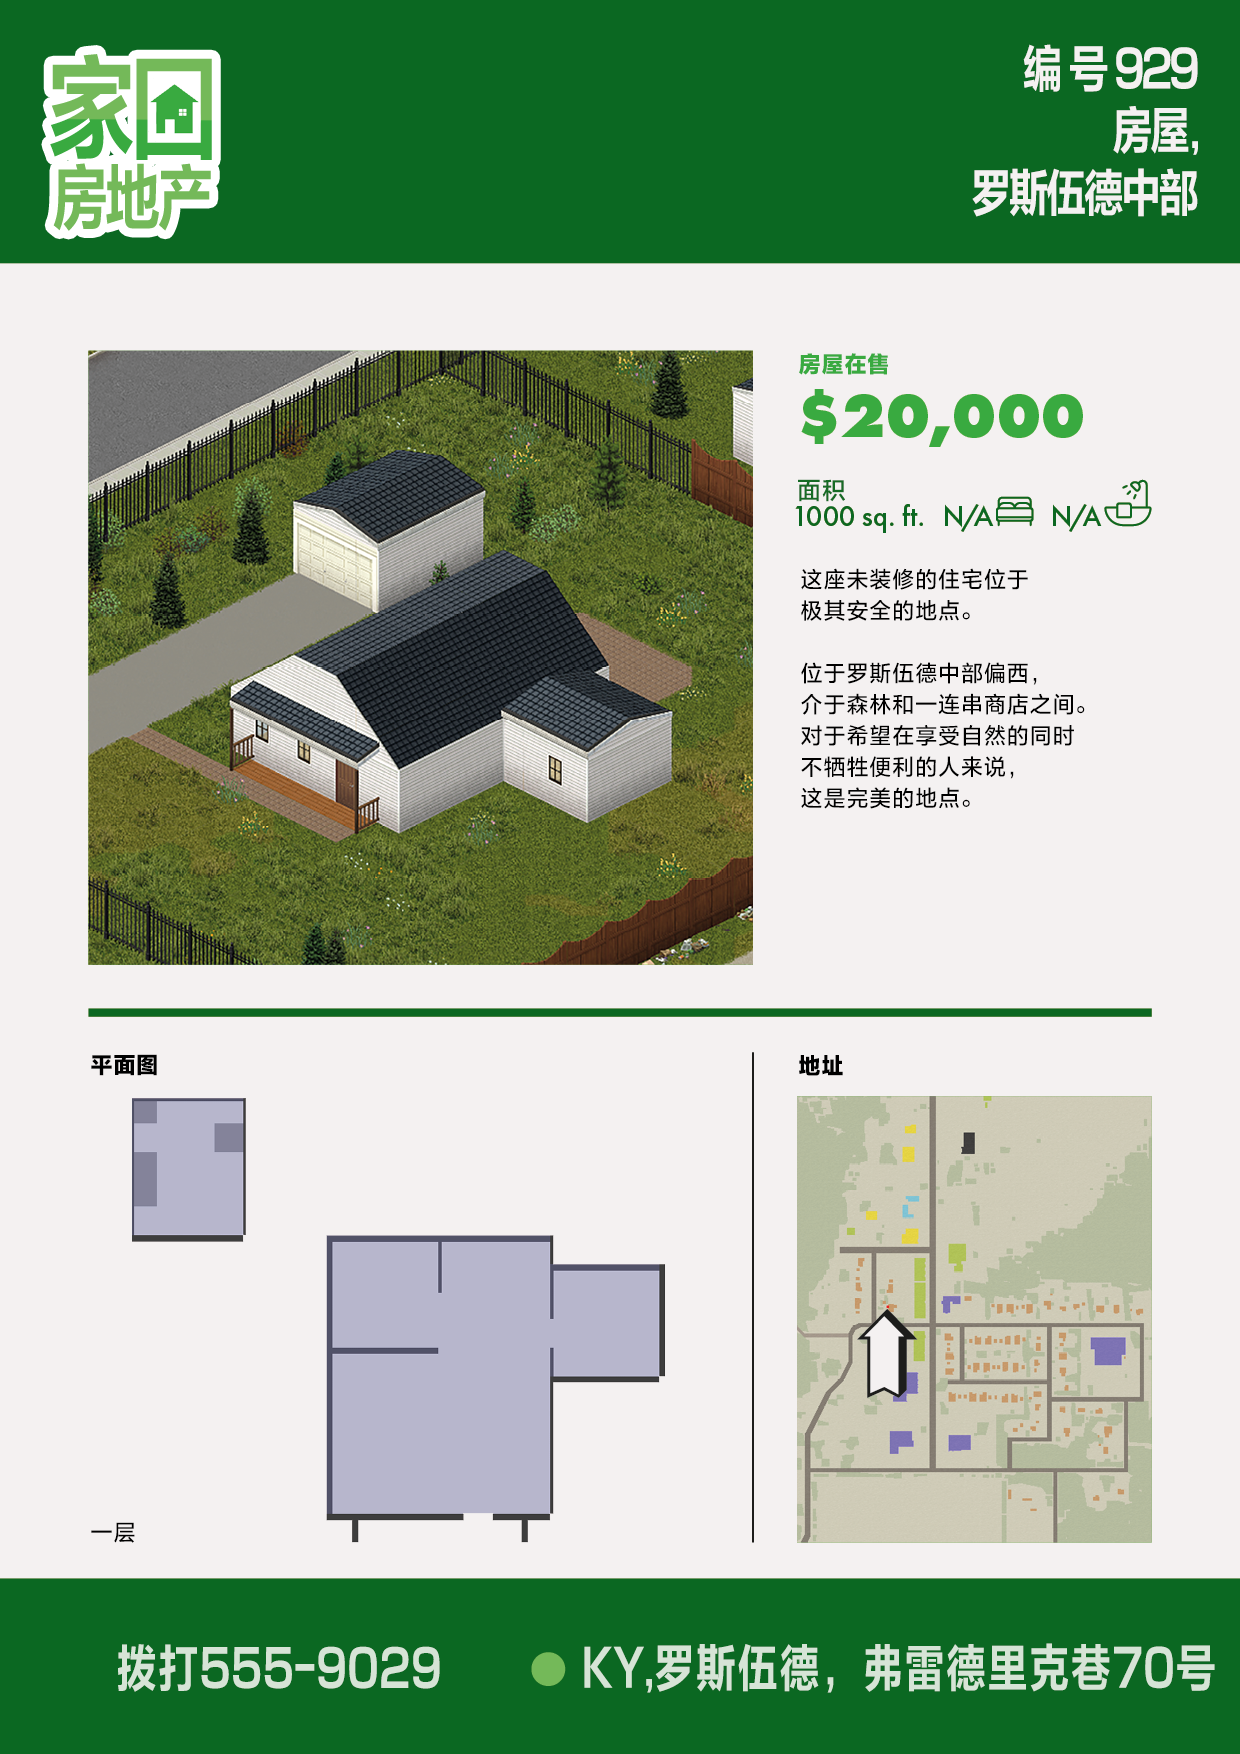 家园
房地产
编号929
房屋,
罗斯伍德中部
房屋在售
$20,000
面积
1000 sq. ft. N/A N/A
这座未装修的住宅位于
极其安全的地点。
位于罗斯伍德中部偏西,
介于森林和一连串商店之间。
对于希望在享受自然的同时
不牺牲便利的人来说,
这是完美的地点。
平面图
地址
一层
拨打555-9029
KY,罗斯伍德，弗雷德里克巷70号